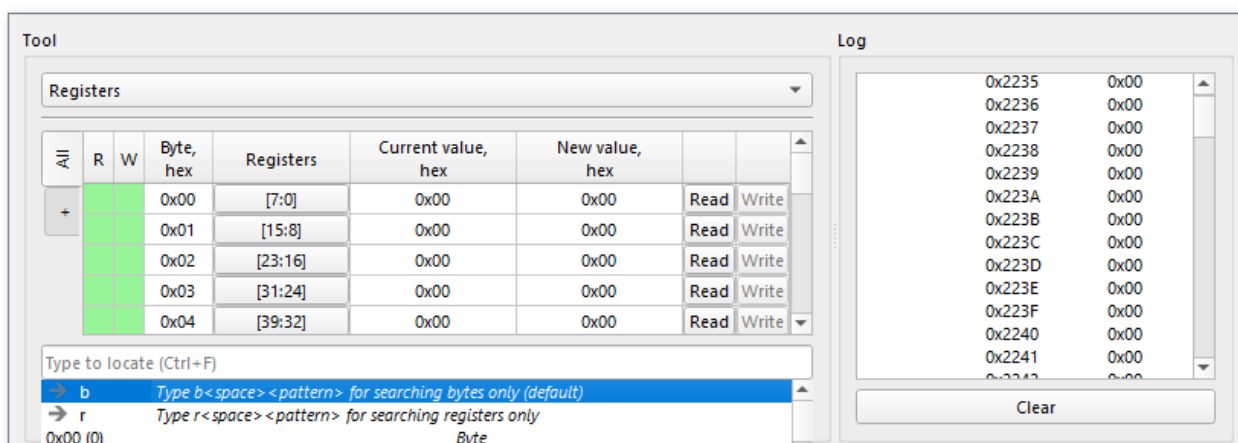 Tool
Registers
All
+
R W Byte, hex Registers Current value, hex New value, hex
0x00 [7:0] 0x00 0x00 Read Write
0x01 [15:8] 0x00 0x00 Read Write
0x02 [23:16] 0x00 0x00 Read Write
0x03 [31:24] 0x00 0x00 Read Write
0x04 [39:32] 0x00 0x00 Read Write
Type to locate (Ctrl+F)
b Type b<space><pattern> for searching bytes only (default)
r Type r<space><pattern> for searching registers only
0x00 (0) Byte
Log
0x2235 0x00
0x2236 0x00
0x2237 0x00
0x2238 0x00
0x2239 0x00
0x223A 0x00
0x223B 0x00
0x223C 0x00
0x223D 0x00
0x223E 0x00
0x223F 0x00
0x2240 0x00
0x2241 0x00
0x2242 0x00
Clear